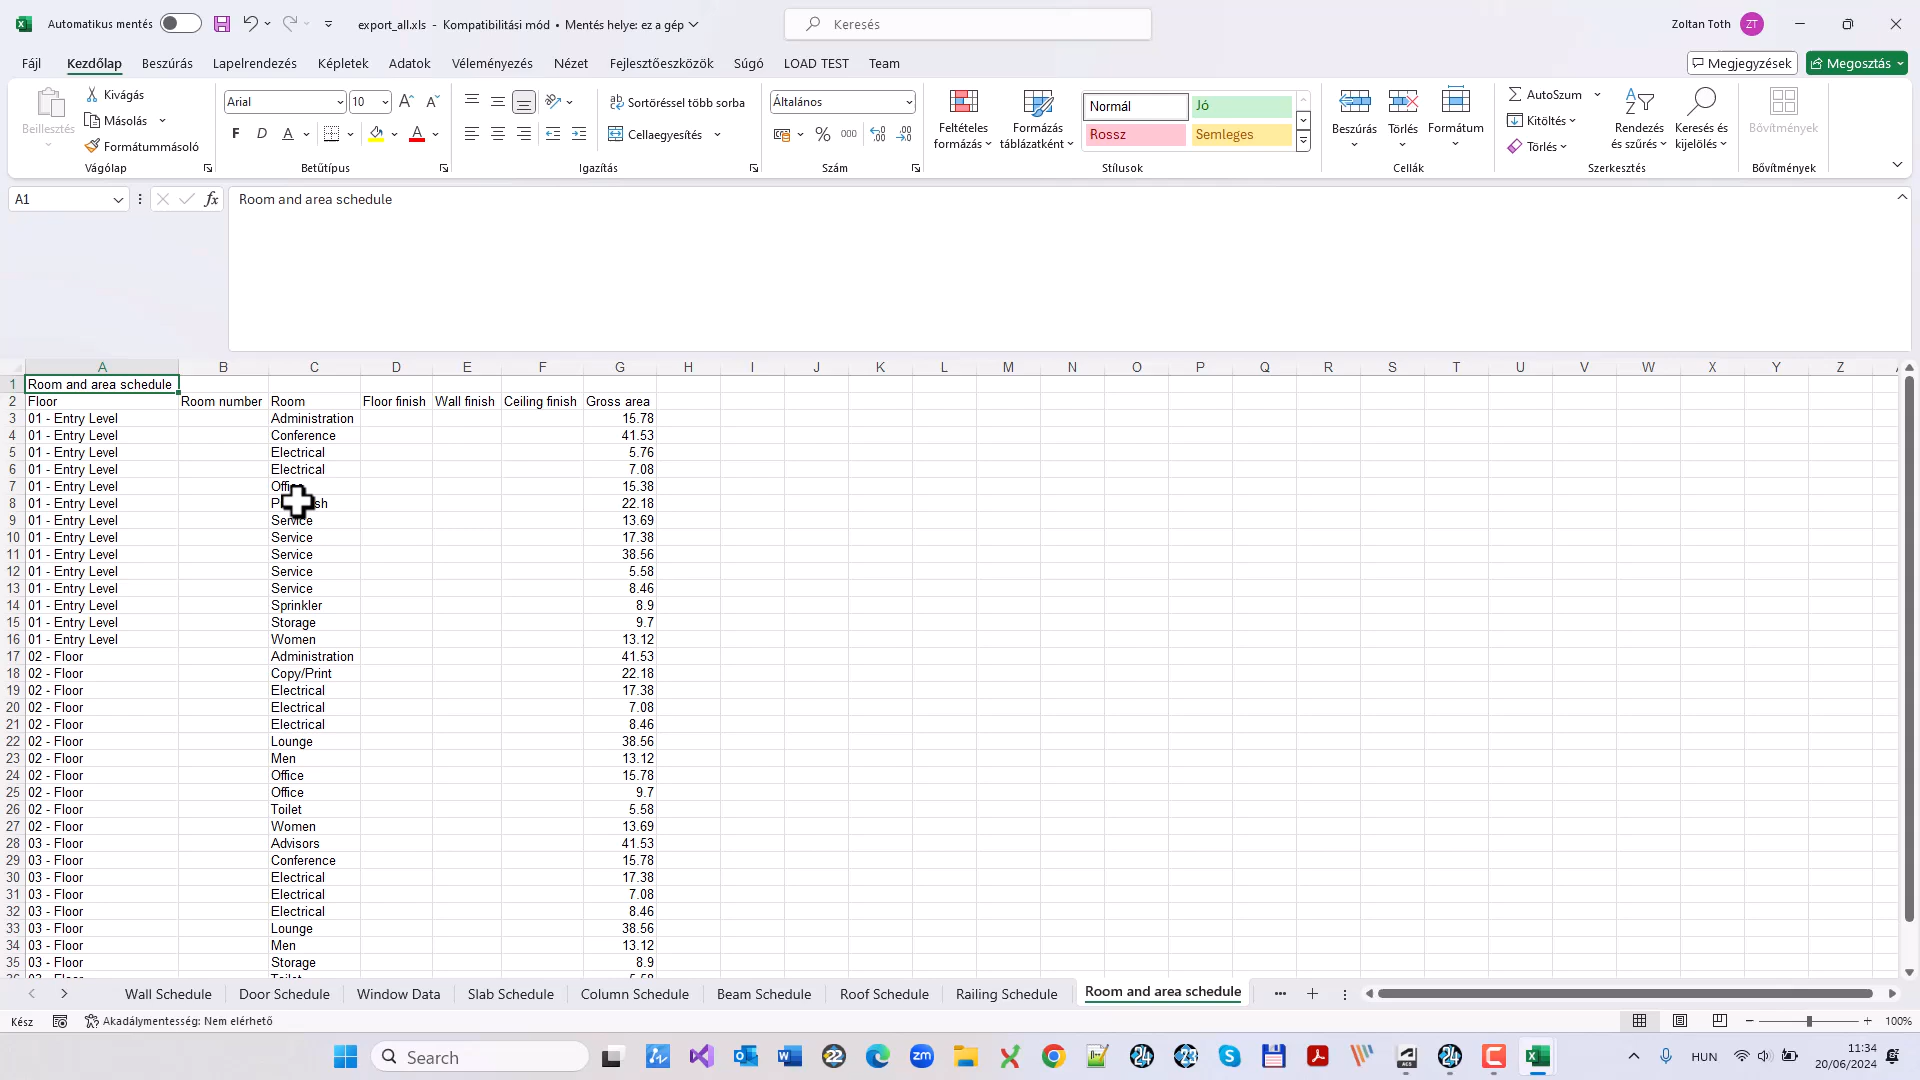 Automatikus mentés export_all.xls - Kompatibilitási mód • Mentés helye: ez a gép Keresés Zoltan Toth ZT
Fájl Kezdőlap Beszúrás Lapelrendezés Képletek Adatok Véleményezés Nézet Fejlesztőeszközök Súgó LOAD TEST Team Megjegyzések Megosztás
Beillesztés Kivágás Másolás Formátummásoló Vágólap
Arial 10 F D A Betűtípus
Sortöréssel több sorba Cellaegyesítés Igazítás
Általános % 000 Szám
Feltételes formázás Formázás táblázatként Normál Jó Rossz Semleges Stílusok
Beszúrás Törlés Formátum Cellák
AutoSzum Kitöltés Törlés Rendezés és szűrés Keresés és kijelölés Szerkesztés
Bővítmények Bővítmények
A1 fx Room and area schedule
A B C D E F G H I J K L M N O P Q R S T U V W X Y Z
1 Room and area schedule
2 Floor Room number Room Floor finish Wall finish Ceiling finish Gross area
3 01 - Entry Level Administration 15.78
4 01 - Entry Level Conference 41.53
5 01 - Entry Level Electrical 5.76
6 01 - Entry Level Electrical 7.08
7 01 - Entry Level Office 15.38
8 01 - Entry Level 22.18
9 01 - Entry Level Service 13.69
10 01 - Entry Level Service 17.38
11 01 - Entry Level Service 38.56
12 01 - Entry Level Service 5.58
13 01 - Entry Level Service 8.46
14 01 - Entry Level Sprinkler 8.9
15 01 - Entry Level Storage 9.7
16 01 - Entry Level Women 13.12
17 02 - Floor Administration 41.53
18 02 - Floor Copy/Print 22.18
19 02 - Floor Electrical 17.38
20 02 - Floor Electrical 7.08
21 02 - Floor Electrical 8.46
22 02 - Floor Lounge 38.56
23 02 - Floor Men 13.12
24 02 - Floor Office 15.78
25 02 - Floor Office 9.7
26 02 - Floor Toilet 5.58
27 02 - Floor Women 13.69
28 03 - Floor Advisors 41.53
29 03 - Floor Conference 15.78
30 03 - Floor Electrical 17.38
31 03 - Floor Electrical 7.08
32 03 - Floor Electrical 8.46
33 03 - Floor Lounge 38.56
34 03 - Floor Men 13.12
35 03 - Floor Storage 8.9
36 03 - Floor Toilet 5.58
Wall Schedule Door Schedule Window Data Slab Schedule Column Schedule Beam Schedule Roof Schedule Railing Schedule Room and area schedule
Kész Akadálymentesség: Nem elérhető 100%
Search HUN 11:34
20/06/2024